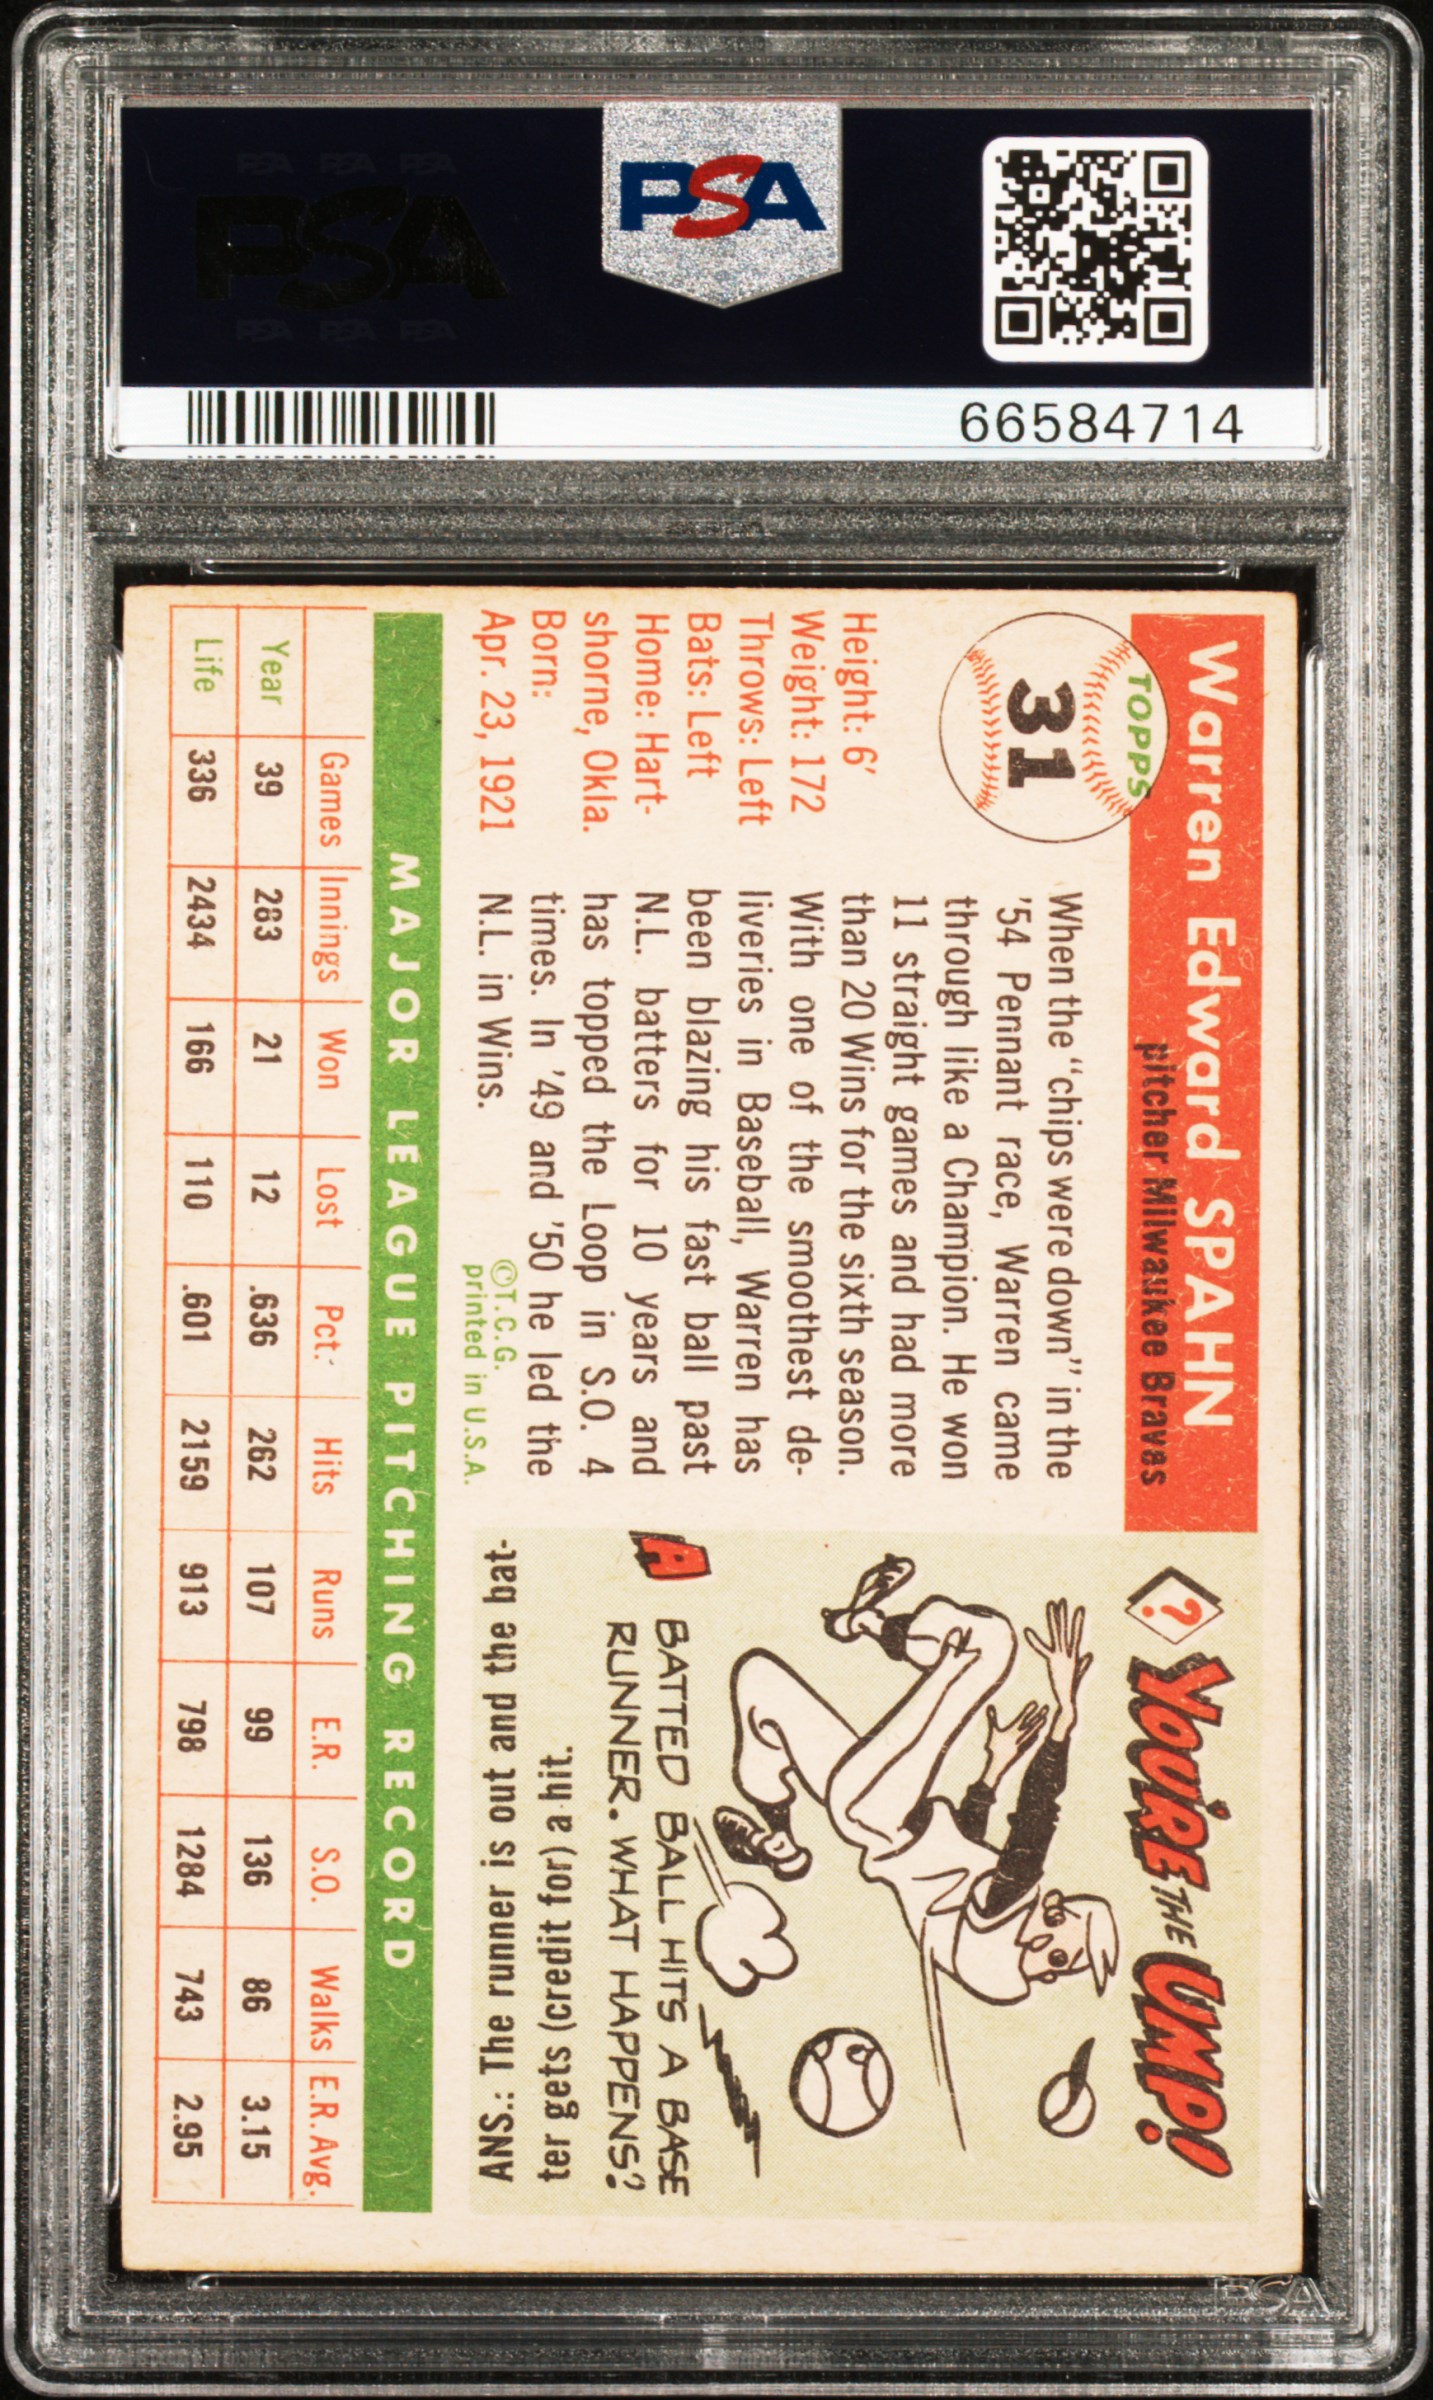 PSA PSA PSA
PSA
PSA PSA PSA
PSA
66584714
Warren Edward SPAHN
pitcher Milwaukee Braves
TOPPS
31
Height: 6'
Weight: 172
Throws: Left
Bats: Left
Home: Hart-
shorne, Okla.
Born:
Apr. 23, 1921
When the "chips were down" in the
'54 Pennant race, Warren came
through like a Champion. He won
11 straight games and had more
than 20 Wins for the sixth season.
With one of the smoothest de-
liveries in Baseball, Warren has
been blazing his fast ball past
N.L. batters for 10 years and
has topped the Loop in S.O. 4
times. In '49 and '50 he led the
N.L. in Wins.
©T.C.G.
printed in U.S.A.
? YOU'RE THE UMP!
A BATTED BALL HITS A BASE
RUNNER. WHAT HAPPENS?
ANS.: The runner is out and the bat-
ter gets (credit for) a hit.
MAJOR LEAGUE PITCHING RECORD
Games Innings Won Lost Pct. Hits Runs E.R. S.O. Walks E.R. Avg.
Year 39 283 21 12 .636 262 107 99 136 86 3.15
Life 336 2434 166 110 .601 2159 913 798 1284 743 2.95
PSA